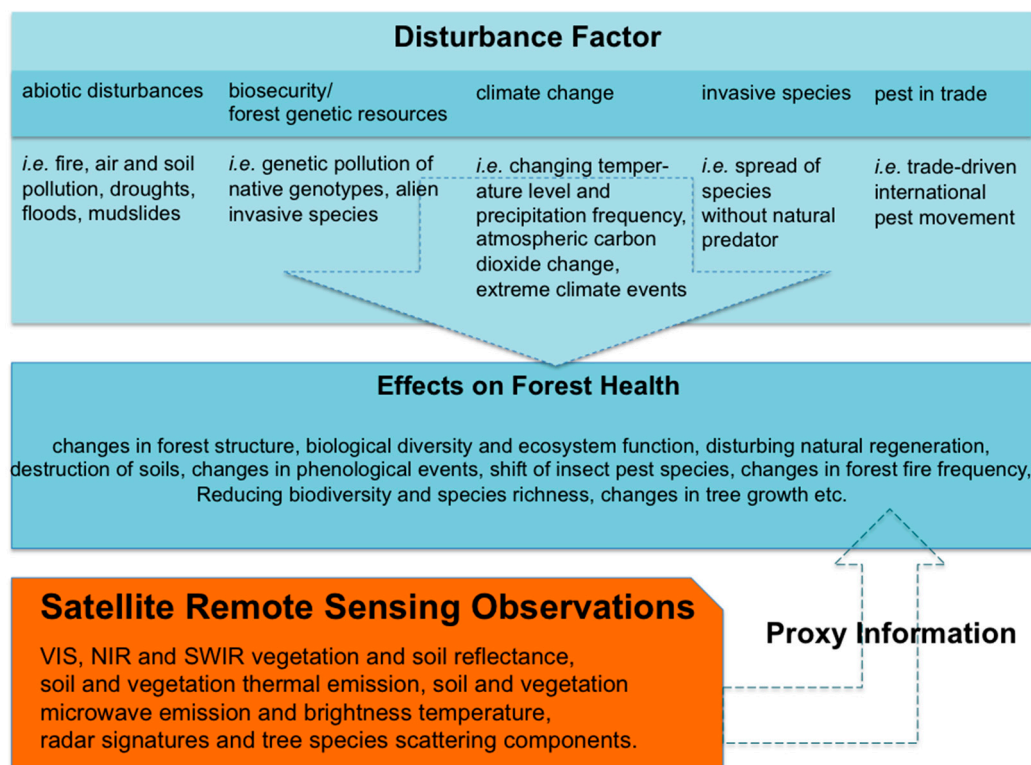 Disturbance Factor
abiotic disturbances
biosecurity/
forest genetic resources
climate change
invasive species
pest in trade
i.e. fire, air and soil
pollution, droughts,
floods, mudslides
i.e. genetic pollution of
native genotypes, alien
invasive species
i.e. changing temper-
ature level and
precipitation frequency,
atmospheric carbon
dioxide change,
extreme climate events
i.e. spread of
species
without natural
predator
i.e. trade-driven
international
pest movement
Effects on Forest Health
changes in forest structure, biological diversity and ecosystem function, disturbing natural regeneration,
destruction of soils, changes in phenological events, shift of insect pest species, changes in forest fire frequency,
Reducing biodiversity and species richness, changes in tree growth etc.
Satellite Remote Sensing Observations
VIS, NIR and SWIR vegetation and soil reflectance,
soil and vegetation thermal emission, soil and vegetation
microwave emission and brightness temperature,
radar signatures and tree species scattering components.
Proxy Information